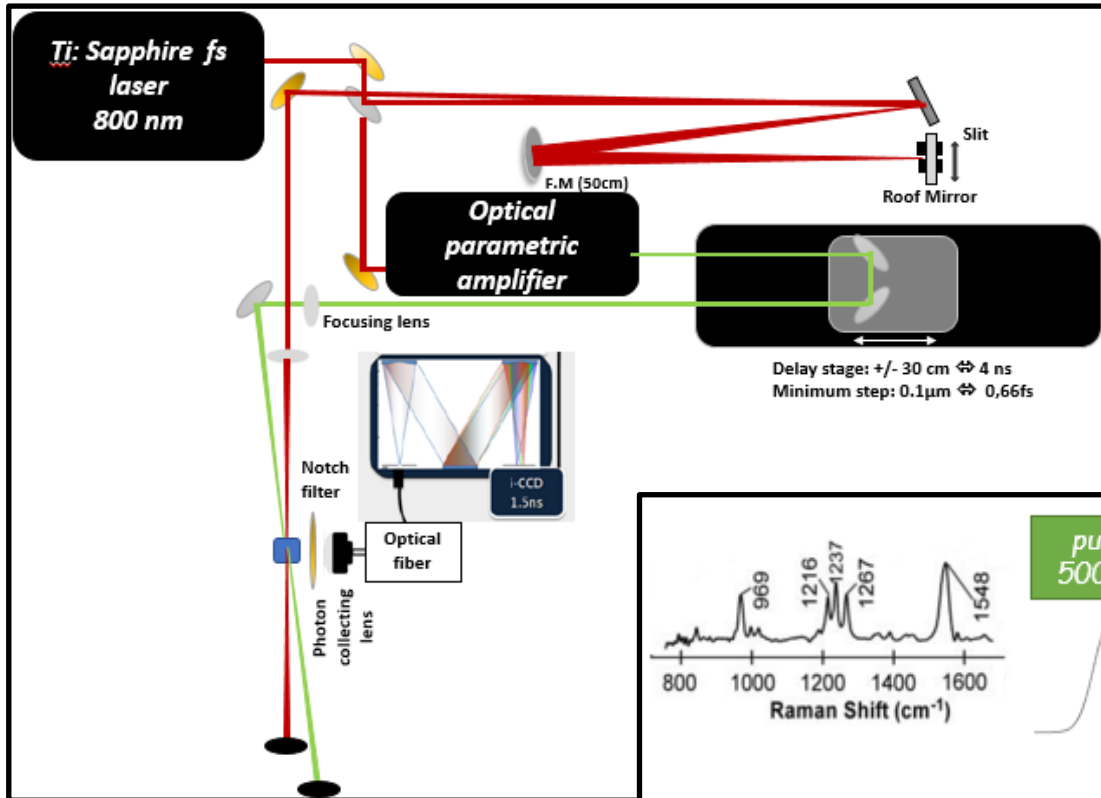 Ti: Sapphire fs
laser
800 nm
Slit
F.M (50cm)
Roof Mirror
Optical
parametric
amplifier
Focusing lens
Delay stage: +/- 30 cm ⇔ 4 ns
Minimum step: 0.1µm ⇔ 0,66fs
Notch
filter
i-CCD
1.5ns
Optical
fiber
Photon
collecting
lens
969
1216
1237
1267
1548
800 1000 1200 1400 1600
Raman Shift (cm-1)
pu
500